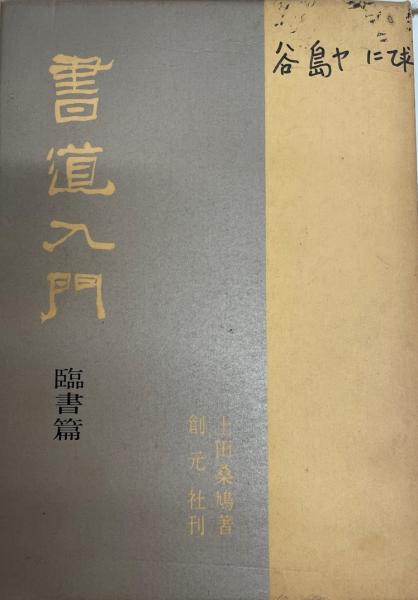 谷島ヤ にて求
書道入門
臨書篇
上田桑鳩著
創元社刊